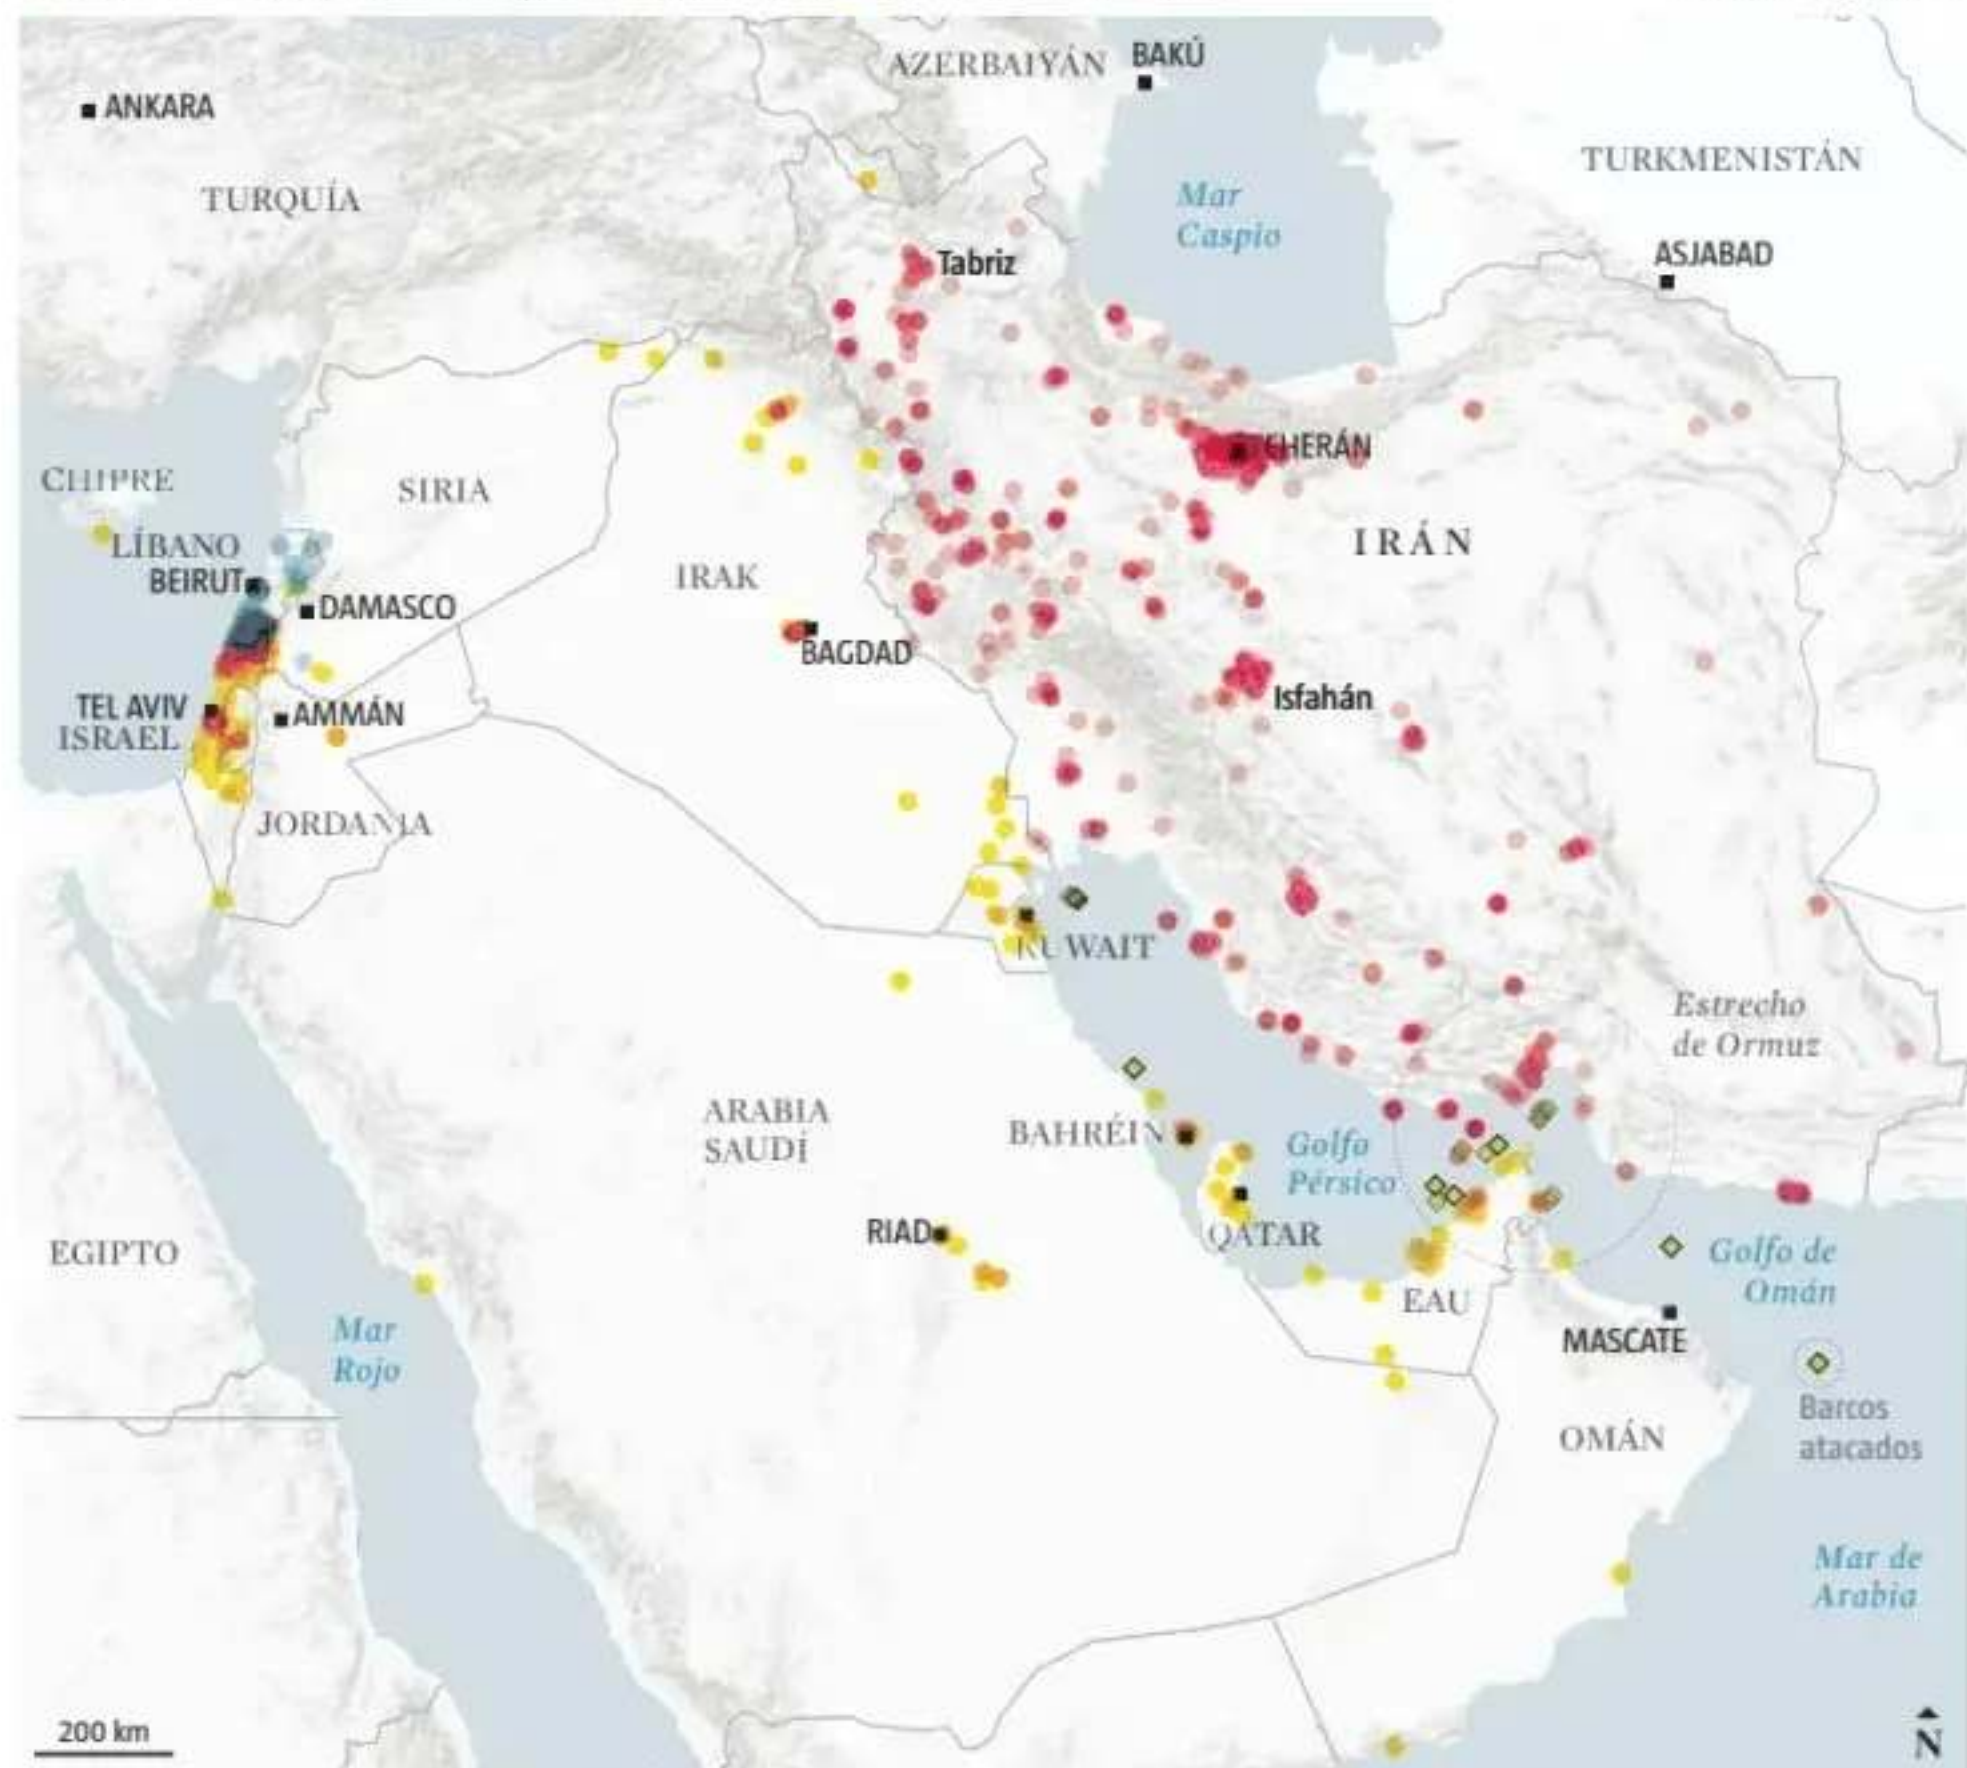 AZERBAIYÁN
BAKÚ
ANKARA
TURKMENISTÁN
TURQUÍA
Mar
Caspio
ASJABAD
Tabriz
TEHERÁN
CHIPRE
SIRIA
LÍBANO
BEIRUT
IRÁN
IRAK
DAMASCO
BAGDAD
TEL AVIV
ISRAEL
AMMÁN
Isfahán
JORDANIA
KUWAIT
Estrecho
de Ormuz
ARABIA
SAUDÍ
BAHRÉIN
Golfo
Pérsico
RIAD
QATAR
EGIPTO
Golfo de
Omán
EAU
Mar
Rojo
MASCATE
Barcos
atacados
OMÁN
Mar de
Arabia
200 km
N